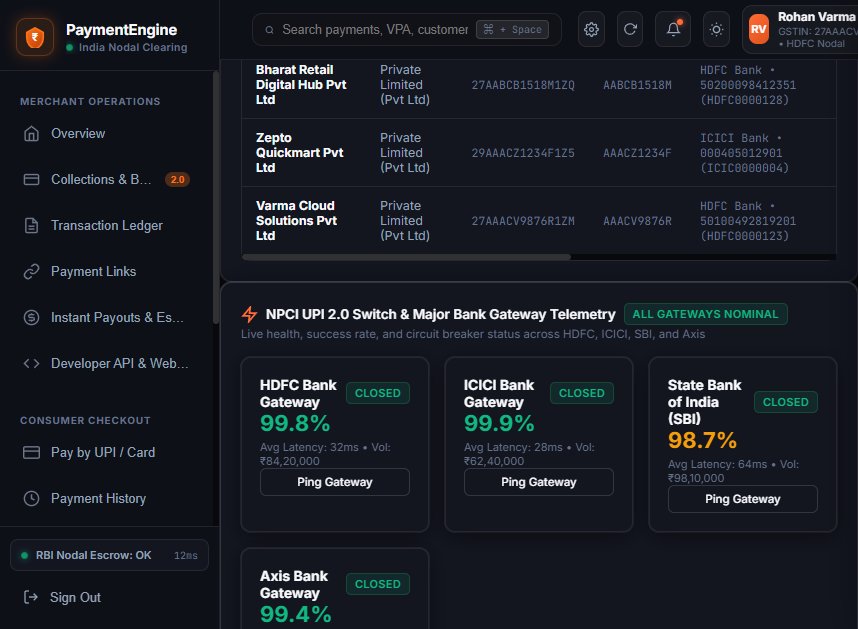 PaymentEngine
India Nodal Clearing
Search payments, VPA, customer
⌘ + Space
RV
Rohan Varma
GSTIN: 27AAACV
• HDFC Nodal
MERCHANT OPERATIONS
Overview
Collections & B... 2.0
Transaction Ledger
Payment Links
Instant Payouts & Es...
Developer API & Web...
CONSUMER CHECKOUT
Pay by UPI / Card
Payment History
RBI Nodal Escrow: OK 12ms
Sign Out
Bharat Retail
Digital Hub Pvt
Ltd
Private
Limited
(Pvt Ltd)
27AABCB1518M1ZQ
AABCB1518M
HDFC Bank •
50200098412351
(HDFC0000128)
Zepto
Quickmart Pvt
Ltd
Private
Limited
(Pvt Ltd)
29AAACZ1234F1Z5
AAACZ1234F
ICICI Bank •
000405012901
(ICIC0000004)
Varma Cloud
Solutions Pvt
Ltd
Private
Limited
(Pvt Ltd)
27AAACV9876R1ZM
AAACV9876R
HDFC Bank •
50100492819201
(HDFC0000123)
NPCI UPI 2.0 Switch & Major Bank Gateway Telemetry ALL GATEWAYS NOMINAL
Live health, success rate, and circuit breaker status across HDFC, ICICI, SBI, and Axis
HDFC Bank
Gateway
CLOSED
99.8%
Avg Latency: 32ms • Vol:
₹84,20,000
Ping Gateway
ICICI Bank
Gateway
CLOSED
99.9%
Avg Latency: 28ms • Vol:
₹62,40,000
Ping Gateway
State Bank
of India
(SBI)
CLOSED
98.7%
Avg Latency: 64ms • Vol:
₹98,10,000
Ping Gateway
Axis Bank
Gateway
CLOSED
99.4%